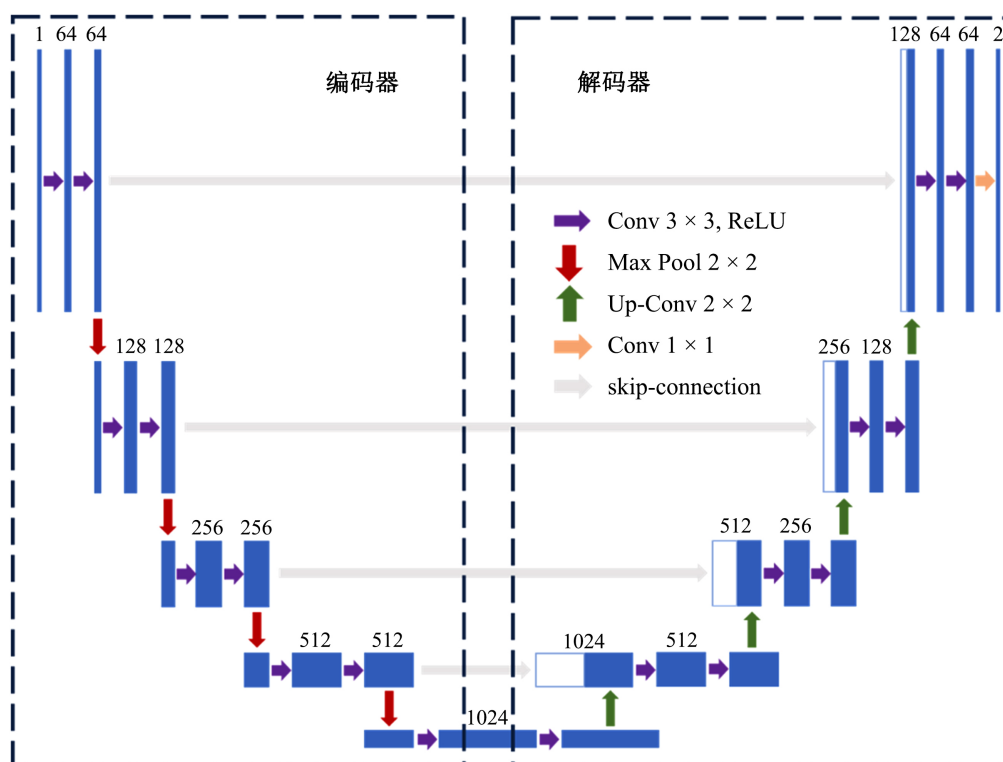 1 64 64
128 64 64 2
编码器
解码器
Conv 3 × 3, ReLU
Max Pool 2 × 2
Up-Conv 2 × 2
Conv 1 × 1
skip-connection
128 128
256 128
256 256
512 256
512 512
1024 512
1024